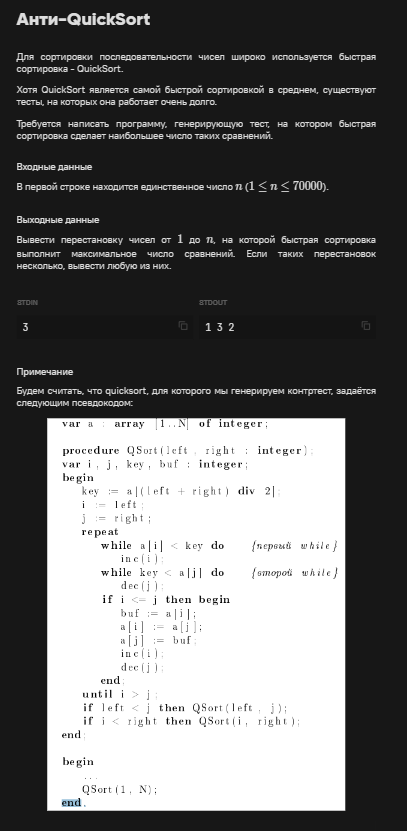 Анти-QuickSort
Для сортировки последовательности чисел широко используется быстрая
сортировка - QuickSort.
Хотя QuickSort является самой быстрой сортировкой в среднем, существуют
тесты, на которых она работает очень долго.
Требуется написать программу, генерирующую тест, на котором быстрая
сортировка сделает наибольшее число таких сравнений.
Входные данные
В первой строке находится единственное число n (1 ≤ n ≤ 70000).
Выходные данные
Вывести перестановку чисел от 1 до n, на которой быстрая сортировка
выполнит максимальное число сравнений. Если таких перестановок
несколько, вывести любую из них.
STDIN STDOUT
3 1 3 2
Примечание
Будем считать, что quicksort, для которого мы генерируем контртест, задаётся
следующим псевдокодом:
var a : array [1..N] of integer;
procedure QSort(left, right : integer);
var i, j, key, buf : integer;
begin
key := a[(left + right) div 2];
i := left;
j := right;
repeat
while a[i] < key do {первый while}
inc(i);
while key < a[j] do {второй while}
dec(j);
if i <= j then begin
buf := a[i];
a[i] := a[j];
a[j] := buf;
inc(i);
dec(j);
end;
until i > j;
if left < j then QSort(left, j);
if i < right then QSort(i, right);
end;
begin
...
QSort(1, N);
end.